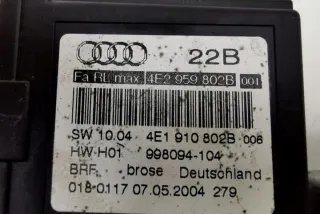 22B
Fa RL max. 4E2 959 802B 001
SW 10.04 4E1 910 802B 006
HW-H01 998094-104
BRF. brose Deutschland
018-0117 07.05.2004 279